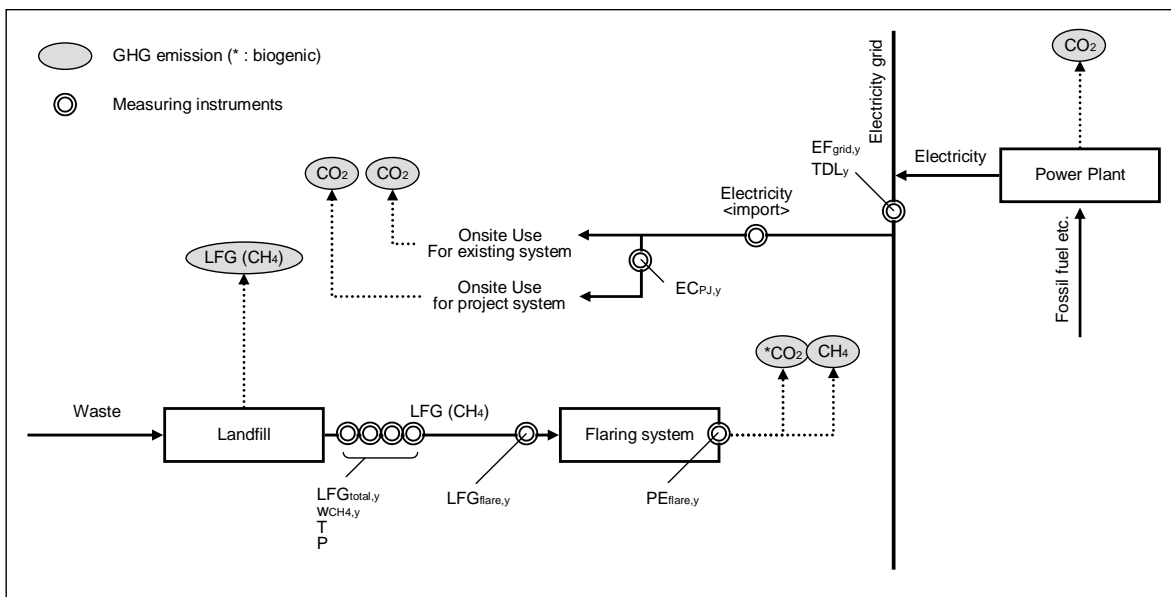 GHG emission (* : biogenic)
Measuring instruments
CO₂
Electricity grid
EFgrid,y
TDLy
Electricity
Power Plant
Fossil fuel etc.
CO₂
CO₂
Electricity
<import>
Onsite Use
For existing system
Onsite Use
for project system
ECPJ,y
LFG (CH₄)
*CO₂
CH₄
Waste
Landfill
LFG (CH₄)
Flaring system
LFGtotal,y
wCH4,y
T
P
LFGflare,y
PEflare,y